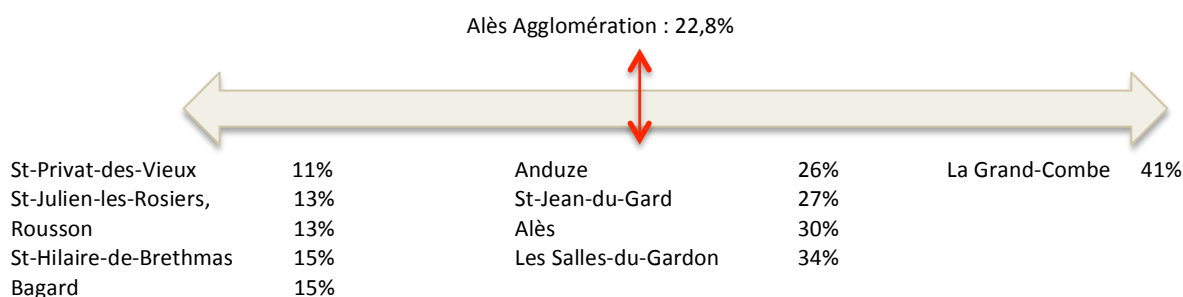 Alès Agglomération : 22,8%
St-Privat-des-Vieux 11% Anduze 26% La Grand-Combe 41%
St-Julien-les-Rosiers, 13% St-Jean-du-Gard 27%
Rousson 13% Alès 30%
St-Hilaire-de-Brethmas 15% Les Salles-du-Gardon 34%
Bagard 15%